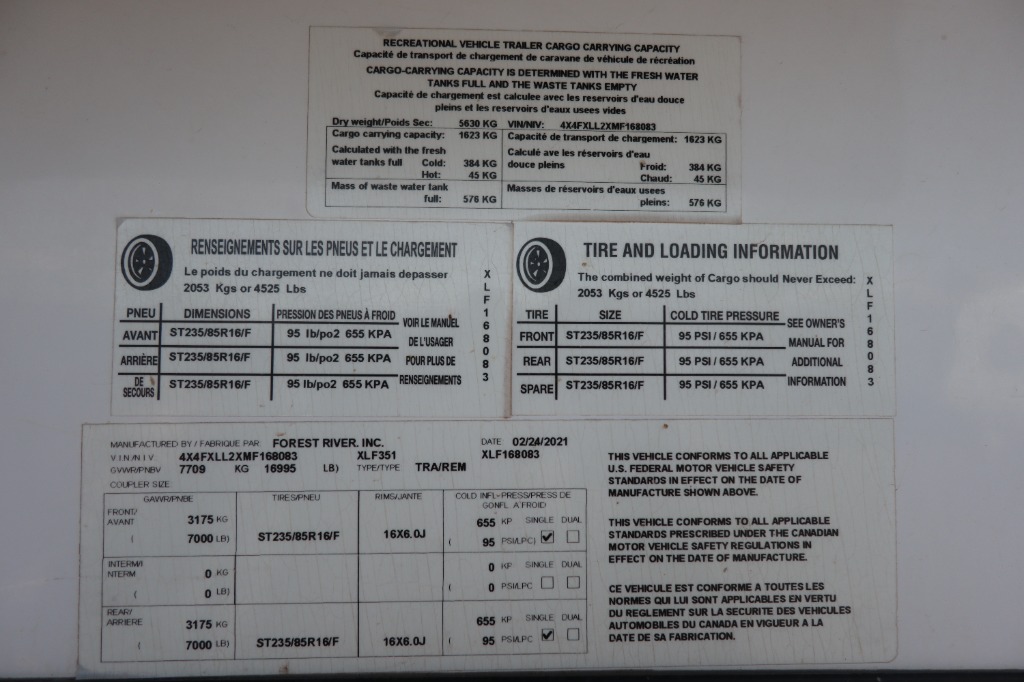 RECREATIONAL VEHICLE TRAILER CARGO CARRYING CAPACITY
Capacité de transport de chargement de caravane de véhicule de récréation
CARGO-CARRYING CAPACITY IS DETERMINED WITH THE FRESH WATER
TANKS FULL AND THE WASTE TANKS EMPTY
Capacité de chargement est calculee avec les reservoirs d'eau douce
pleins et les reservoirs d'eaux usees vides
Dry weight/Poids Sec: 5630 KG VIN/NIV: 4X4FXLL2XMF168083
Cargo carrying capacity: 1623 KG Capacité de transport de chargement: 1623 KG
Calculated with the fresh Calculé ave les réservoirs d'eau
water tanks full Cold: 384 KG douce pleins Froid: 384 KG
Hot: 45 KG Chaud: 45 KG
Mass of waste water tank Masses de réservoirs d'eaux usees
full: 576 KG pleins: 576 KG
RENSEIGNEMENTS SUR LES PNEUS ET LE CHARGEMENT
Le poids du chargement ne doit jamais depasser
2053 Kgs or 4525 Lbs
PNEU DIMENSIONS PRESSION DES PNEUS À FROID
AVANT ST235/85R16/F 95 lb/po2 655 KPA
ARRIÈRE ST235/85R16/F 95 lb/po2 655 KPA
DE
SECOURS ST235/85R16/F 95 lb/po2 655 KPA
VOIR LE MANUEL
DE L'USAGER
POUR PLUS DE
RENSEIGNEMENTS
XLF168083
TIRE AND LOADING INFORMATION
The combined weight of Cargo should Never Exceed:
2053 Kgs or 4525 Lbs
TIRE SIZE COLD TIRE PRESSURE
FRONT ST235/85R16/F 95 PSI / 655 KPA
REAR ST235/85R16/F 95 PSI / 655 KPA
SPARE ST235/85R16/F 95 PSI / 655 KPA
SEE OWNER'S
MANUAL FOR
ADDITIONAL
INFORMATION
XLF168083
MANUFACTURED BY / FABRIQUE PAR FOREST RIVER. INC. DATE 02/24/2021
V I N /N I V 4X4FXLL2XMF168083 XLF351 XLF168083
GVWR/PNBV 7709 KG 16995 LB) TYPE/TYPE TRA/REM
COUPLER SIZE
GAWR/PNBE TIRES/PNEU RIMS/JANTE COLD INFL-PRESS/PRESS DE
GONFL A FROID
FRONT/
AVANT 3175 KG 655 KP SINGLE DUAL
( 7000 LB) ST235/85R16/F 16X6.0J ( 95 PSI/LPC)
INTERM/I
NTERM 0 KG 0 KP SINGLE DUAL
( 0 LB) ( 0 PSI/LPC
REAR/
ARRIERE 3175 KG 655 KP SINGLE DUAL
( 7000 LB) ST235/85R16/F 16X6.0J ( 95 PSI/LPC
THIS VEHICLE CONFORMS TO ALL APPLICABLE
U.S. FEDERAL MOTOR VEHICLE SAFETY
STANDARDS IN EFFECT ON THE DATE OF
MANUFACTURE SHOWN ABOVE.
THIS VEHICLE CONFORMS TO ALL APPLICABLE
STANDARDS PRESCRIBED UNDER THE CANADIAN
MOTOR VEHICLE SAFETY REGULATIONS IN
EFFECT ON THE DATE OF MANUFACTURE.
CE VEHICULE EST CONFORME A TOUTES LES
NORMES QUI LUI SONT APPLICABLES EN VERTU
DU REGLEMENT SUR LA SECURITE DES VEHICULES
AUTOMOBILES DU CANADA EN VIGUEUR A LA
DATE DE SA FABRICATION.